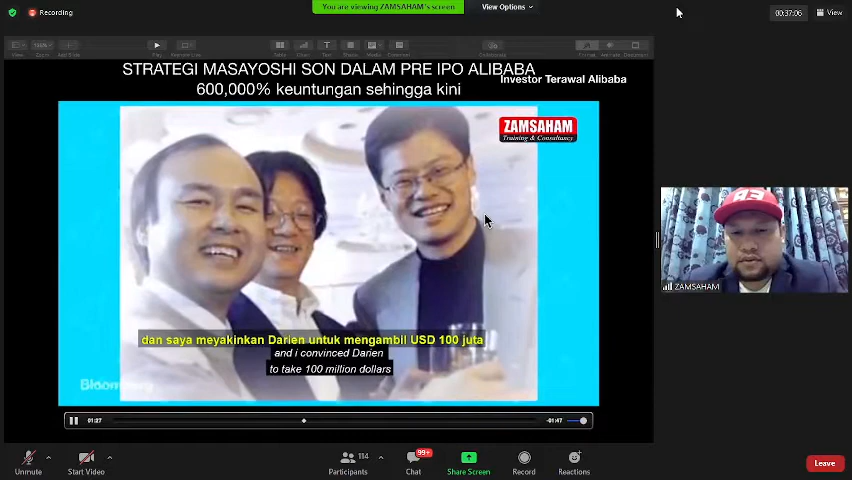 Recording
You are viewing ZAMSAHAM's screen
View Options
00:37:06
View
STRATEGI MASAYOSHI SON DALAM PRE IPO ALIBABA
600,000% keuntungan sehingga kini
Investor Terawal Alibaba
ZAMSAHAM
Training & Consultancy
dan saya meyakinkan Darien untuk mengambil USD 100 juta
and i convinced Darien
to take 100 million dollars
Bloomberg
01:27
-01:47
ZAMSAHAM
Unmute
Start Video
114
Participants
99+
Chat
Share Screen
Record
Reactions
Leave